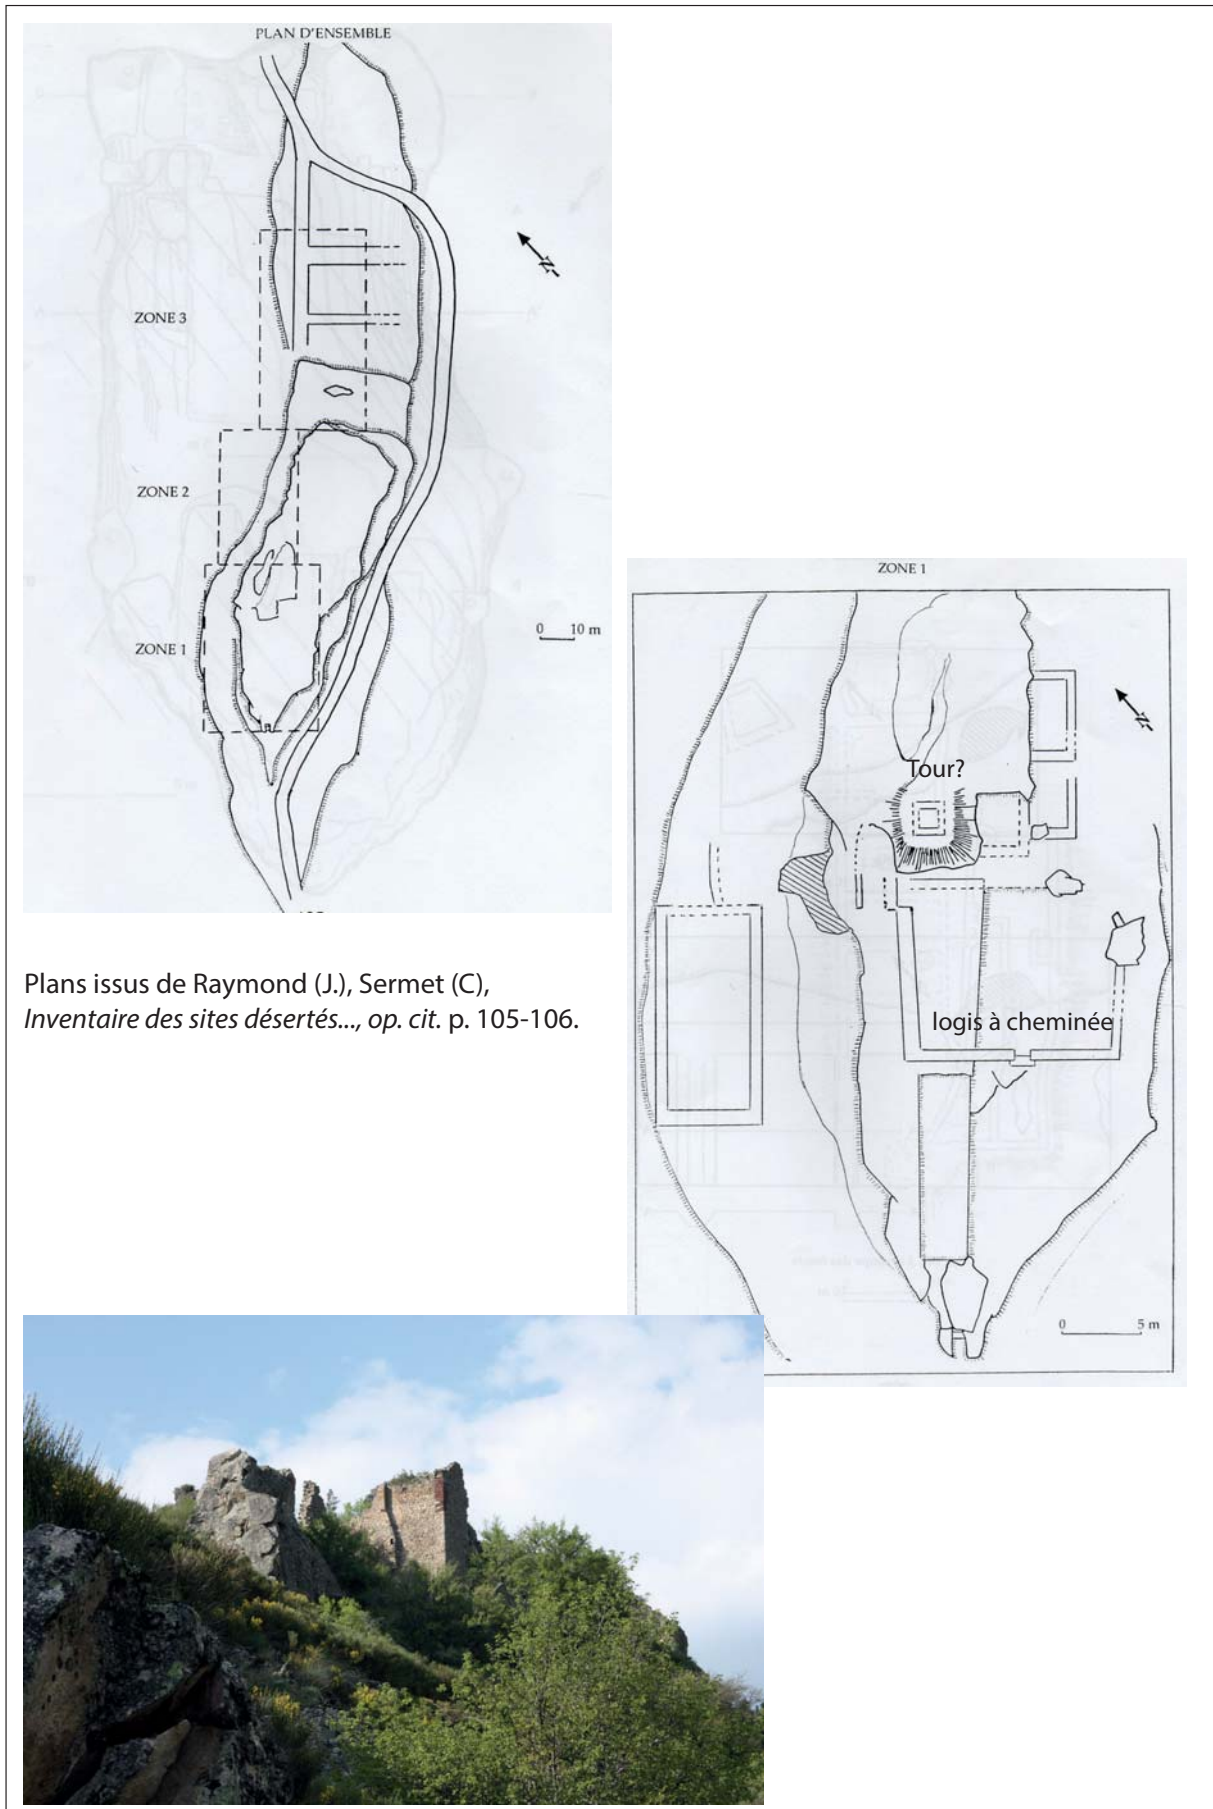 PLAN D'ENSEMBLE
N
ZONE 3
ZONE 2
ZONE 1
0 10 m
ZONE 1
N
Tour?
logis à cheminée
0 5 m
Plans issus de Raymond (J.), Sermet (C),
Inventaire des sites désertés..., op. cit. p. 105-106.